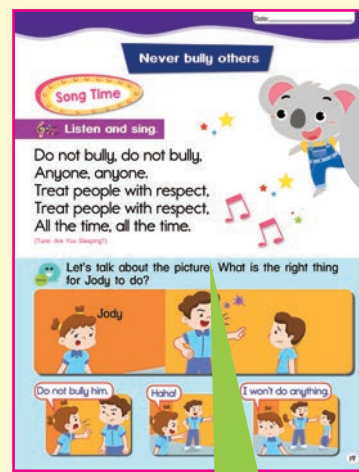 Date:
Never bully others
Song Time
Listen and sing.
Do not bully, do not bully,
Anyone, anyone.
Treat people with respect,
Treat people with respect,
All the time, all the time.
(Tune: Are You Sleeping?)
Let's talk about the picture. What is the right thing
for Jody to do?
Jody
Do not bully him.
Haha!
I won't do anything.